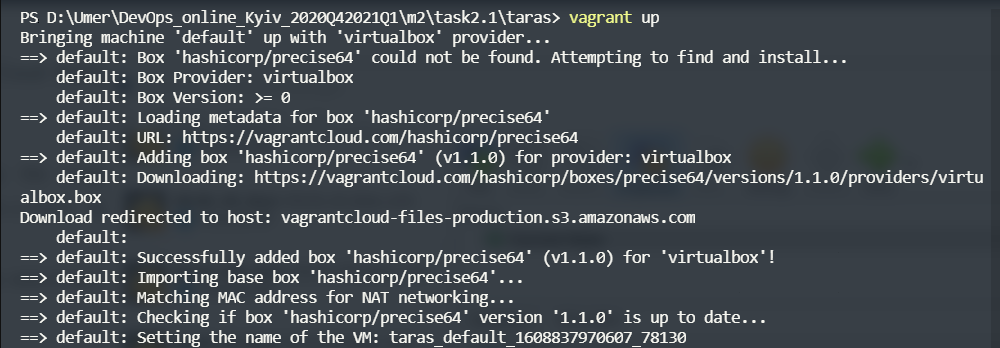 PS D:\Umer\DevOps_online_Kyiv_2020Q42021Q1\m2\task2.1\taras> vagrant up
Bringing machine 'default' up with 'virtualbox' provider...
==> default: Box 'hashicorp/precise64' could not be found. Attempting to find and install...
    default: Box Provider: virtualbox
    default: Box Version: >= 0
==> default: Loading metadata for box 'hashicorp/precise64'
    default: URL: https://vagrantcloud.com/hashicorp/precise64
==> default: Adding box 'hashicorp/precise64' (v1.1.0) for provider: virtualbox
    default: Downloading: https://vagrantcloud.com/hashicorp/boxes/precise64/versions/1.1.0/providers/virtu
albox.box
Download redirected to host: vagrantcloud-files-production.s3.amazonaws.com
    default:
==> default: Successfully added box 'hashicorp/precise64' (v1.1.0) for 'virtualbox'!
==> default: Importing base box 'hashicorp/precise64'...
==> default: Matching MAC address for NAT networking...
==> default: Checking if box 'hashicorp/precise64' version '1.1.0' is up to date...
==> default: Setting the name of the VM: taras_default_1608837970607_78130